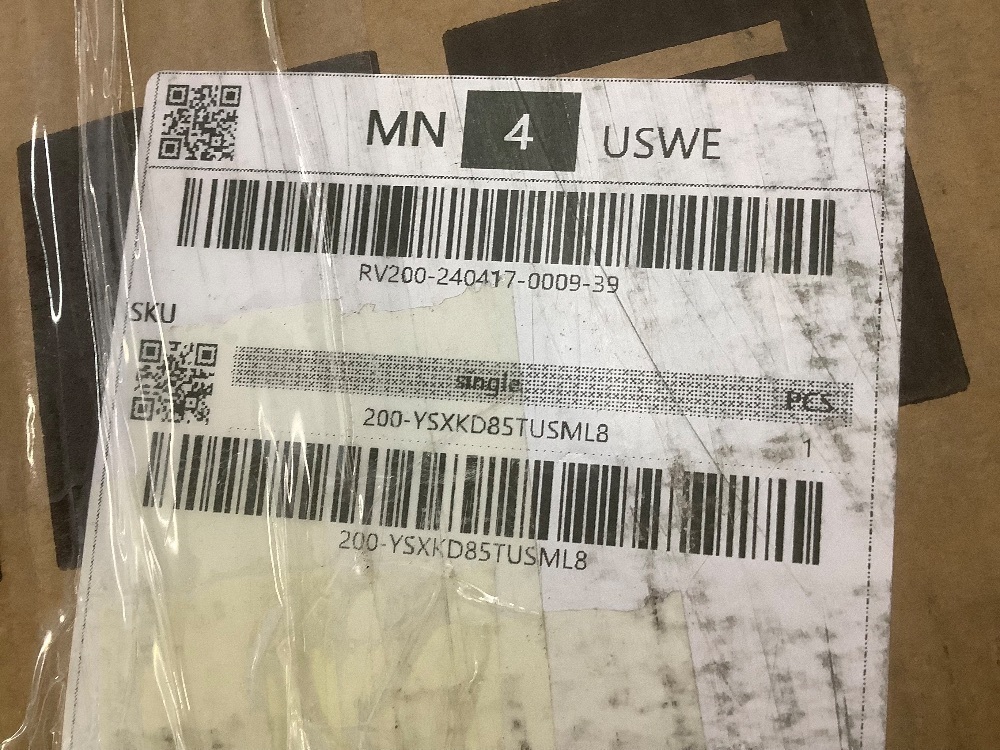 MN 4 USWE
RV200-240417-0009-39
SKU
single PCS
200-YSXKD85TUSML8 1
200-YSXKD85TUSML8